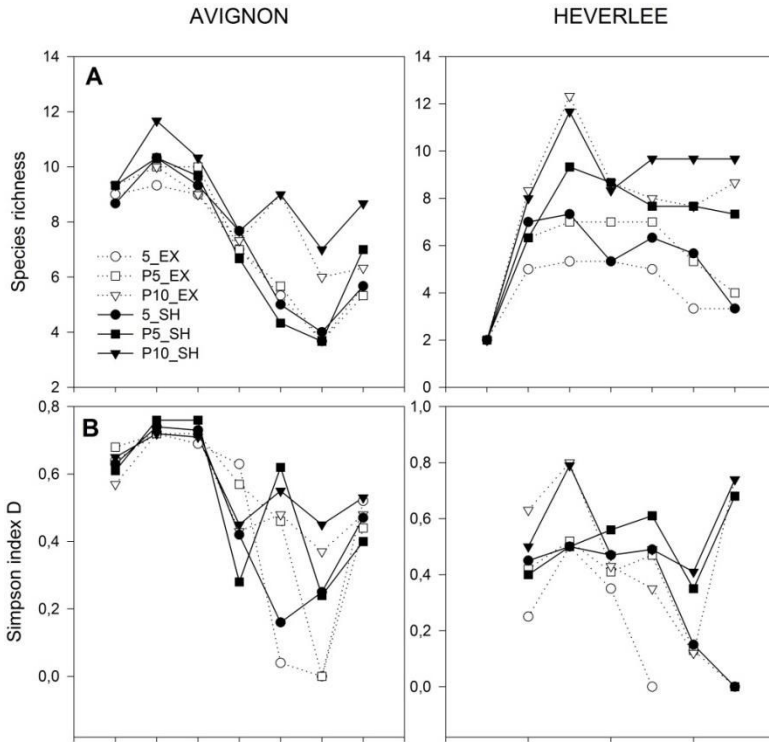 AVIGNON
HEVERLEE
A
Species richness
14
12
10
8
6
4
2
5_EX
P5_EX
P10_EX
5_SH
P5_SH
P10_SH
14
12
10
8
6
4
2
0
B
Simpson index D
0,8
0,6
0,4
0,2
0,0
1,0
0,8
0,6
0,4
0,2
0,0